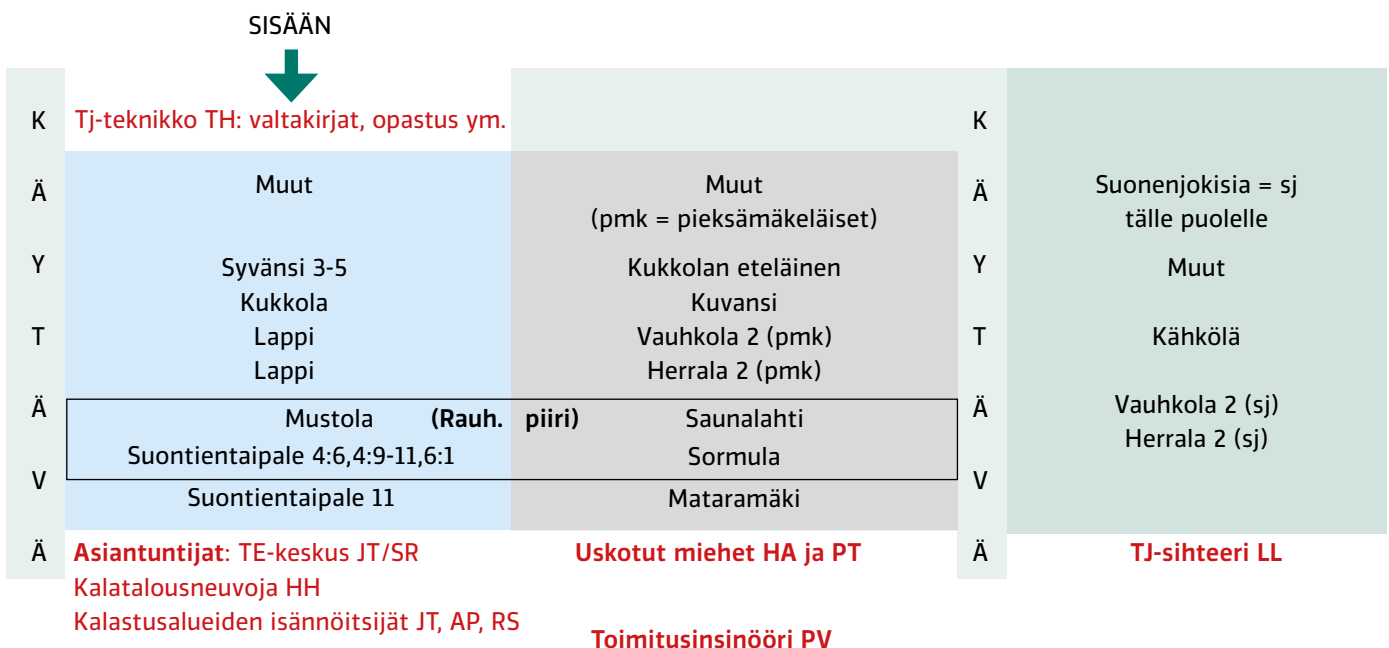 SISÄÄN
K Tj-teknikko TH: valtakirjat, opastus ym. K
Ä Muut Muut Ä Suonenjokisia = sj
(pmk = pieksämäkeläiset) tälle puolelle
Y Syvänsi 3-5 Kukkolan eteläinen Y Muut
Kukkola Kuvansi
T Lappi Vauhkola 2 (pmk) T Kähkölä
Lappi Herrala 2 (pmk)
Ä Mustola (Rauh. piiri) Saunalahti Ä Vauhkola 2 (sj)
Suontientaipale 4:6,4:9-11,6:1 Sormula Herrala 2 (sj)
V Suontientaipale 11 Mataramäki V
Ä Asiantuntijat: TE-keskus JT/SR Uskotut miehet HA ja PT Ä TJ-sihteeri LL
Kalatalousneuvoja HH
Kalastusalueiden isännöitsijät JT, AP, RS
Toimitusinsinööri PV